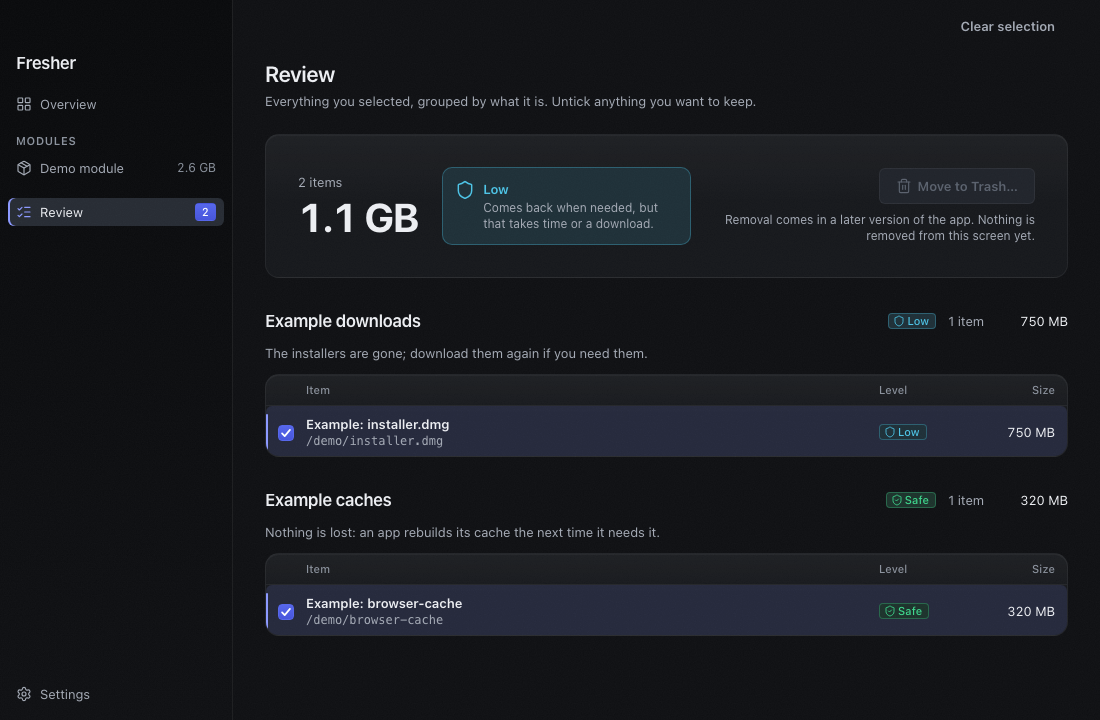 Clear selection
Fresher
Overview
MODULES
Demo module 2.6 GB
Review 2
Settings
Review
Everything you selected, grouped by what it is. Untick anything you want to keep.
2 items
1.1 GB
Low
Comes back when needed, but
that takes time or a download.
Move to Trash...
Removal comes in a later version of the app. Nothing is
removed from this screen yet.
Example downloads Low 1 item 750 MB
The installers are gone; download them again if you need them.
Item Level Size
Example: installer.dmg Low 750 MB
/demo/installer.dmg
Example caches Safe 1 item 320 MB
Nothing is lost: an app rebuilds its cache the next time it needs it.
Item Level Size
Example: browser-cache Safe 320 MB
/demo/browser-cache